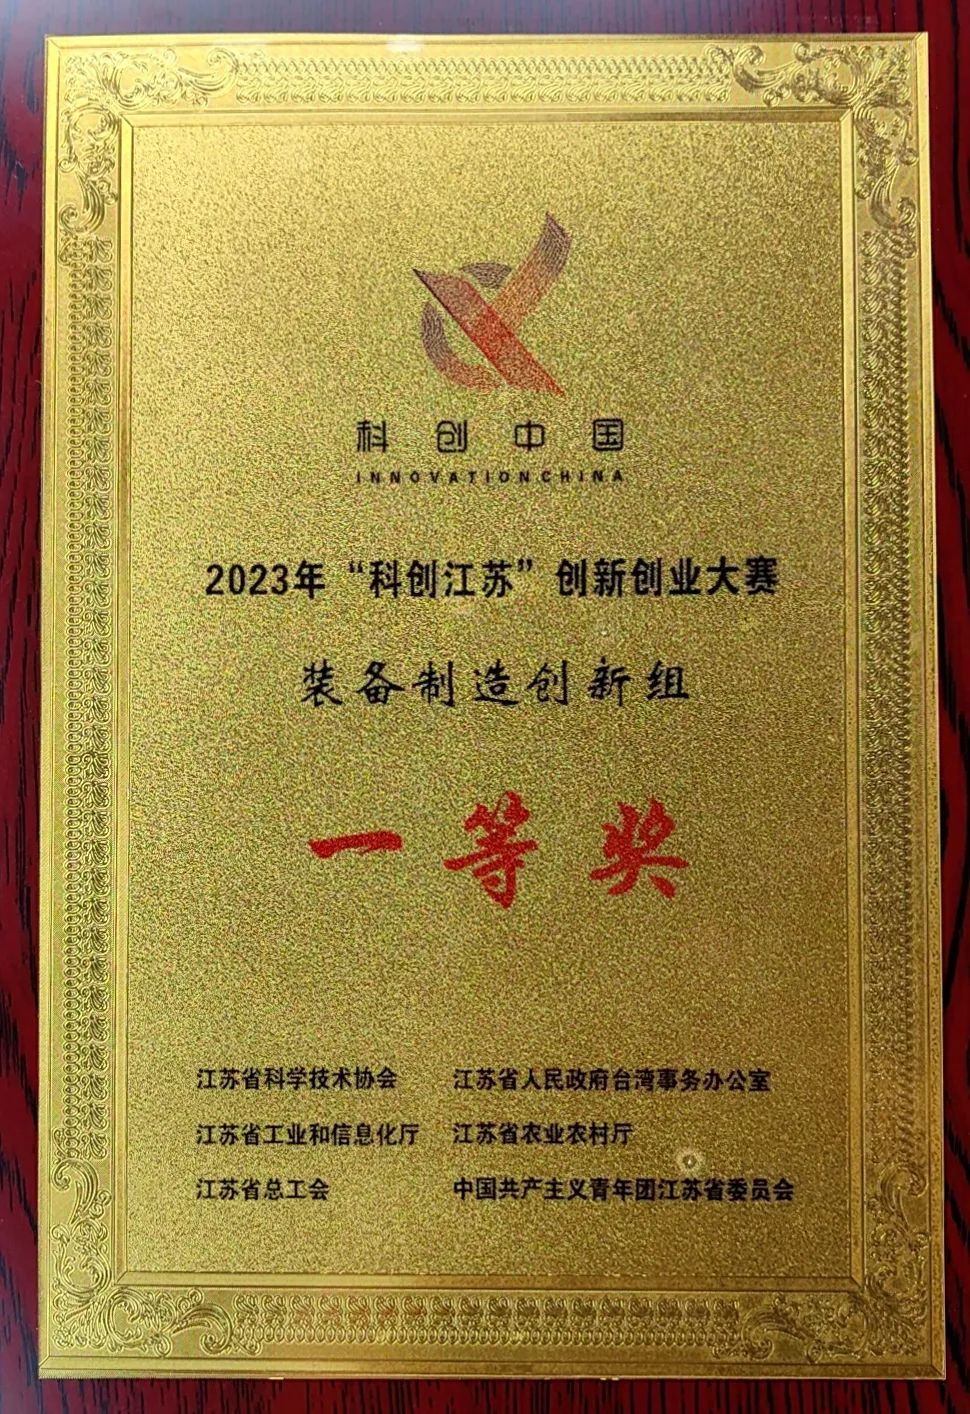 科创中国
INNOVATION CHINA
2023年“科创江苏”创新创业大赛
装备制造创新组
一等奖
江苏省科学技术协会 江苏省人民政府台湾事务办公室
江苏省工业和信息化厅 江苏省农业农村厅
江苏省总工会 中国共产主义青年团江苏省委员会